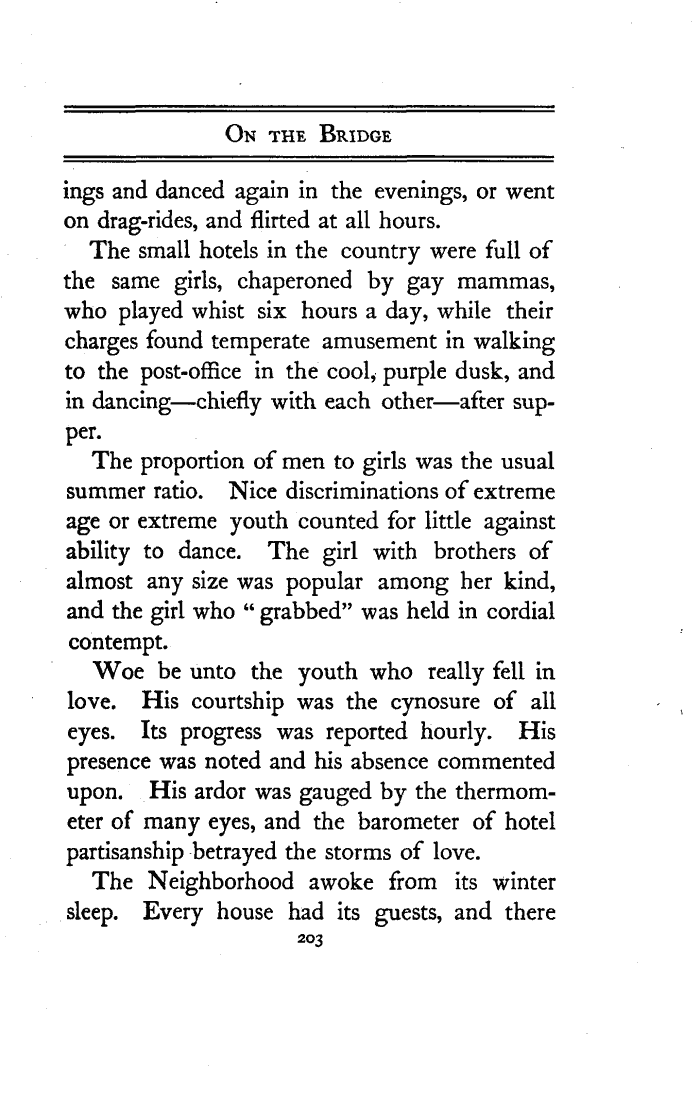 On the Bridge
ings and danced again in the evenings, or went
on drag-rides, and flirted at all hours.
The small hotels in the country were full of
the same girls, chaperoned by gay mammas,
who played whist six hours a day, while their
charges found temperate amusement in walking
to the post-office in the cool, purple dusk, and
in dancing—chiefly with each other—after sup-
per.
The proportion of men to girls was the usual
summer ratio. Nice discriminations of extreme
age or extreme youth counted for little against
ability to dance. The girl with brothers of
almost any size was popular among her kind,
and the girl who “ grabbed” was held in cordial
contempt.
Woe be unto the youth who really fell in
love. His courtship was the cynosure of all
eyes. Its progress was reported hourly. His
presence was noted and his absence commented
upon. His ardor was gauged by the thermom-
eter of many eyes, and the barometer of hotel
partisanship betrayed the storms of love.
The Neighborhood awoke from its winter
sleep. Every house had its guests, and there
203